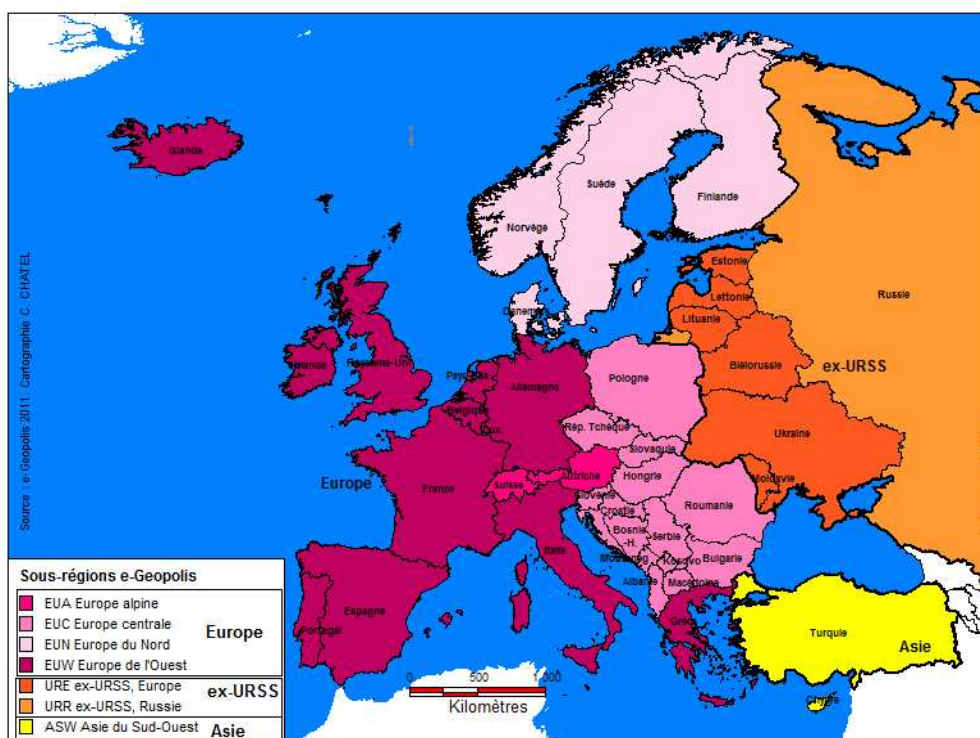 Islande
Norvège
Suède
Finlande
Estonie
Lettonie
Lituanie
Russie
Danemark
Irlande
Royaume-Uni
Pays-Bas
Allemagne
Pologne
Biélorussie
ex-URSS
Belgique
Lux.
Rép. Tchèque
Slovaquie
Ukraine
Europe
France
Suisse
Autriche
Hongrie
Moldavie
Slovénie
Croatie
Roumanie
Bosnie
-H.
Serbie
Italie
Monténég
Kosovo
Bulgarie
Albanie
Macédoine
Portugal
Espagne
Grèce
Turquie
Asie
Chypre
0 500 1 000
Kilomètres
Source : e-Geopolis 2011. Cartographie C. CHATEL
Sous-régions e-Geopolis
EUA Europe alpine
EUC Europe centrale
EUN Europe du Nord
EUW Europe de l'Ouest
Europe
URE ex-URSS, Europe
URR ex-URSS, Russie
ex-URSS
ASW Asie du Sud-Ouest
Asie